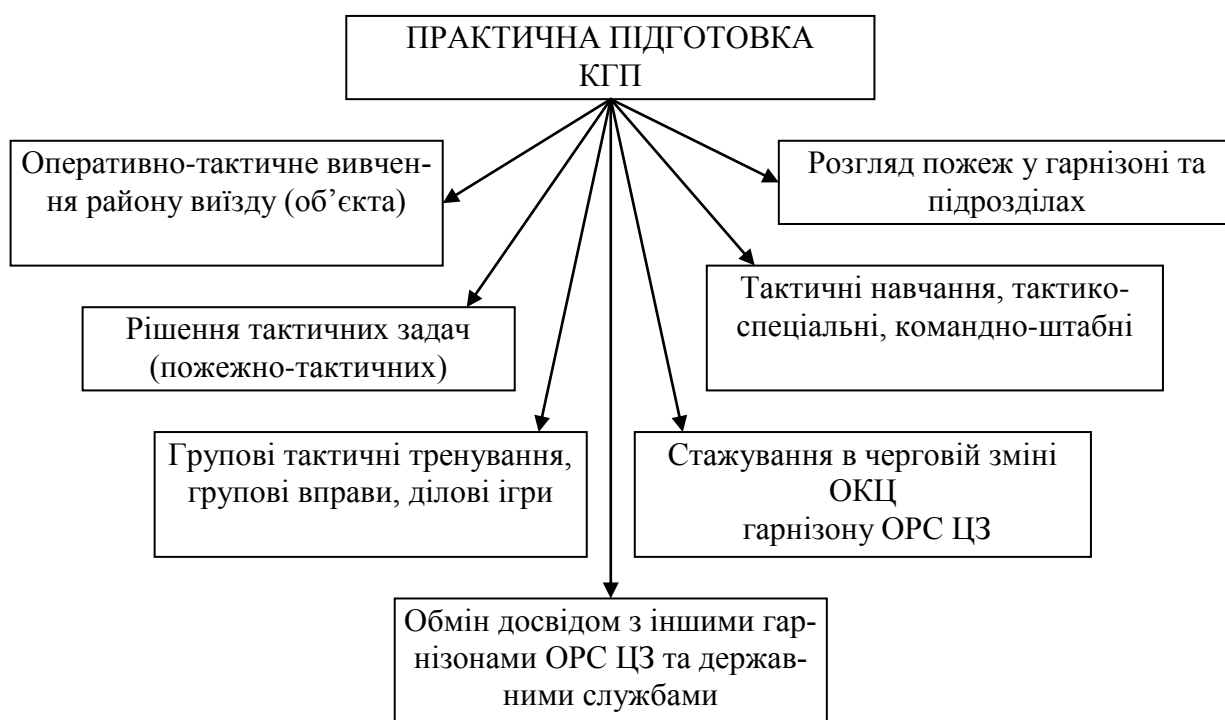 ПРАКТИЧНА ПІДГОТОВКА
КГП
Оперативно-тактичне вивчен-
ня району виїзду (об’єкта)
Розгляд пожеж у гарнізоні та
підрозділах
Рішення тактичних задач
(пожежно-тактичних)
Тактичні навчання, тактико-
спеціальні, командно-штабні
Групові тактичні тренування,
групові вправи, ділові ігри
Стажування в черговій зміні
ОКЦ
гарнізону ОРС ЦЗ
Обмін досвідом з іншими гар-
нізонами ОРС ЦЗ та держав-
ними службами